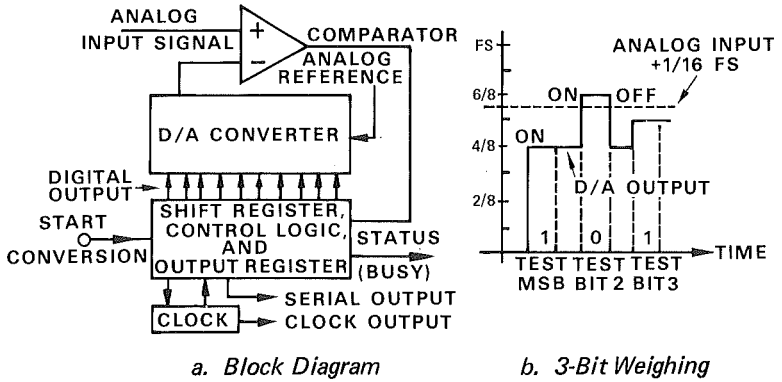 ANALOG
INPUT SIGNAL
+
−
COMPARATOR
ANALOG
REFERENCE
D/A CONVERTER
DIGITAL
OUTPUT
START
CONVERSION
SHIFT REGISTER,
CONTROL LOGIC,
AND
OUTPUT REGISTER
STATUS
(BUSY)
SERIAL OUTPUT
CLOCK
CLOCK OUTPUT
a. Block Diagram
FS
6/8
4/8
2/8
ANALOG INPUT
+1/16 FS
ON OFF
ON
D/A OUTPUT
1 0 1
TIME
TEST TEST TEST
MSB BIT 2 BIT 3
b. 3-Bit Weighing